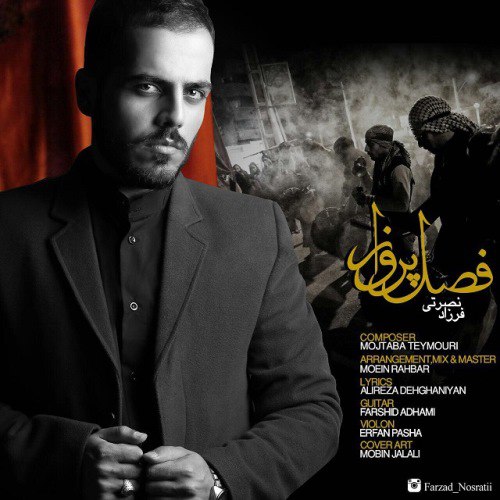 فصل پرواز
نصرتی
فرزاد
COMPOSER
MOJTABA TEYMOURI
ARRANGEMENT,MIX & MASTER
MOEIN RAHBAR
LYRICS
ALIREZA DEHGHANIYAN
GUITAR
FARSHID ADHAMI
VIOLON
ERFAN PASHA
COVER ART
MOBIN JALALI
Farzad_Nosratii